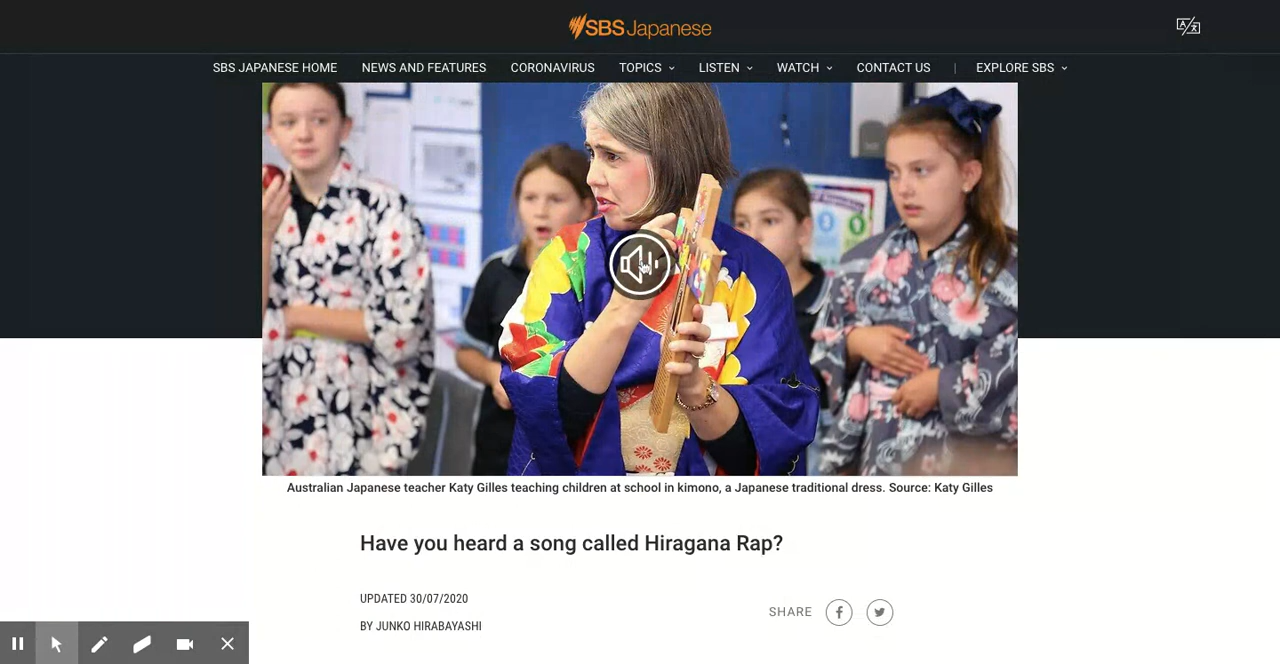 SBS Japanese
SBS JAPANESE HOME NEWS AND FEATURES CORONAVIRUS TOPICS LISTEN WATCH CONTACT US | EXPLORE SBS
Australian Japanese teacher Katy Gilles teaching children at school in kimono, a Japanese traditional dress. Source: Katy Gilles
Have you heard a song called Hiragana Rap?
UPDATED 30/07/2020
SHARE
BY JUNKO HIRABAYASHI